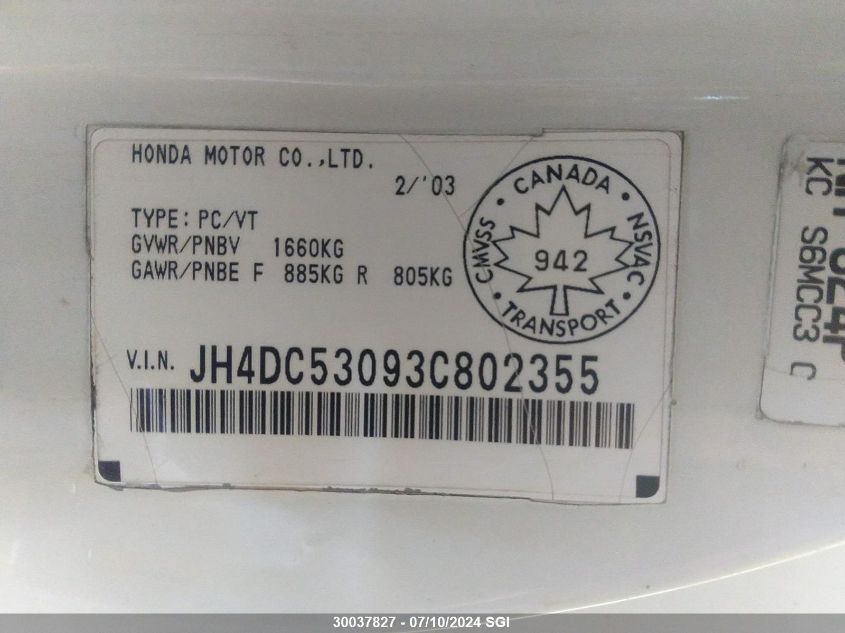 HONDA MOTOR CO.,LTD.
2/'03
TYPE: PC/VT
GVWR/PNBV 1660KG
GAWR/PNBE F 885KG R 805KG
V.I.N. JH4DC53093C802355
CANADA
CMVSS
NSVAC
942
TRANSPORT
KC S6MCC3 C
30037827 - 07/10/2024 SGI